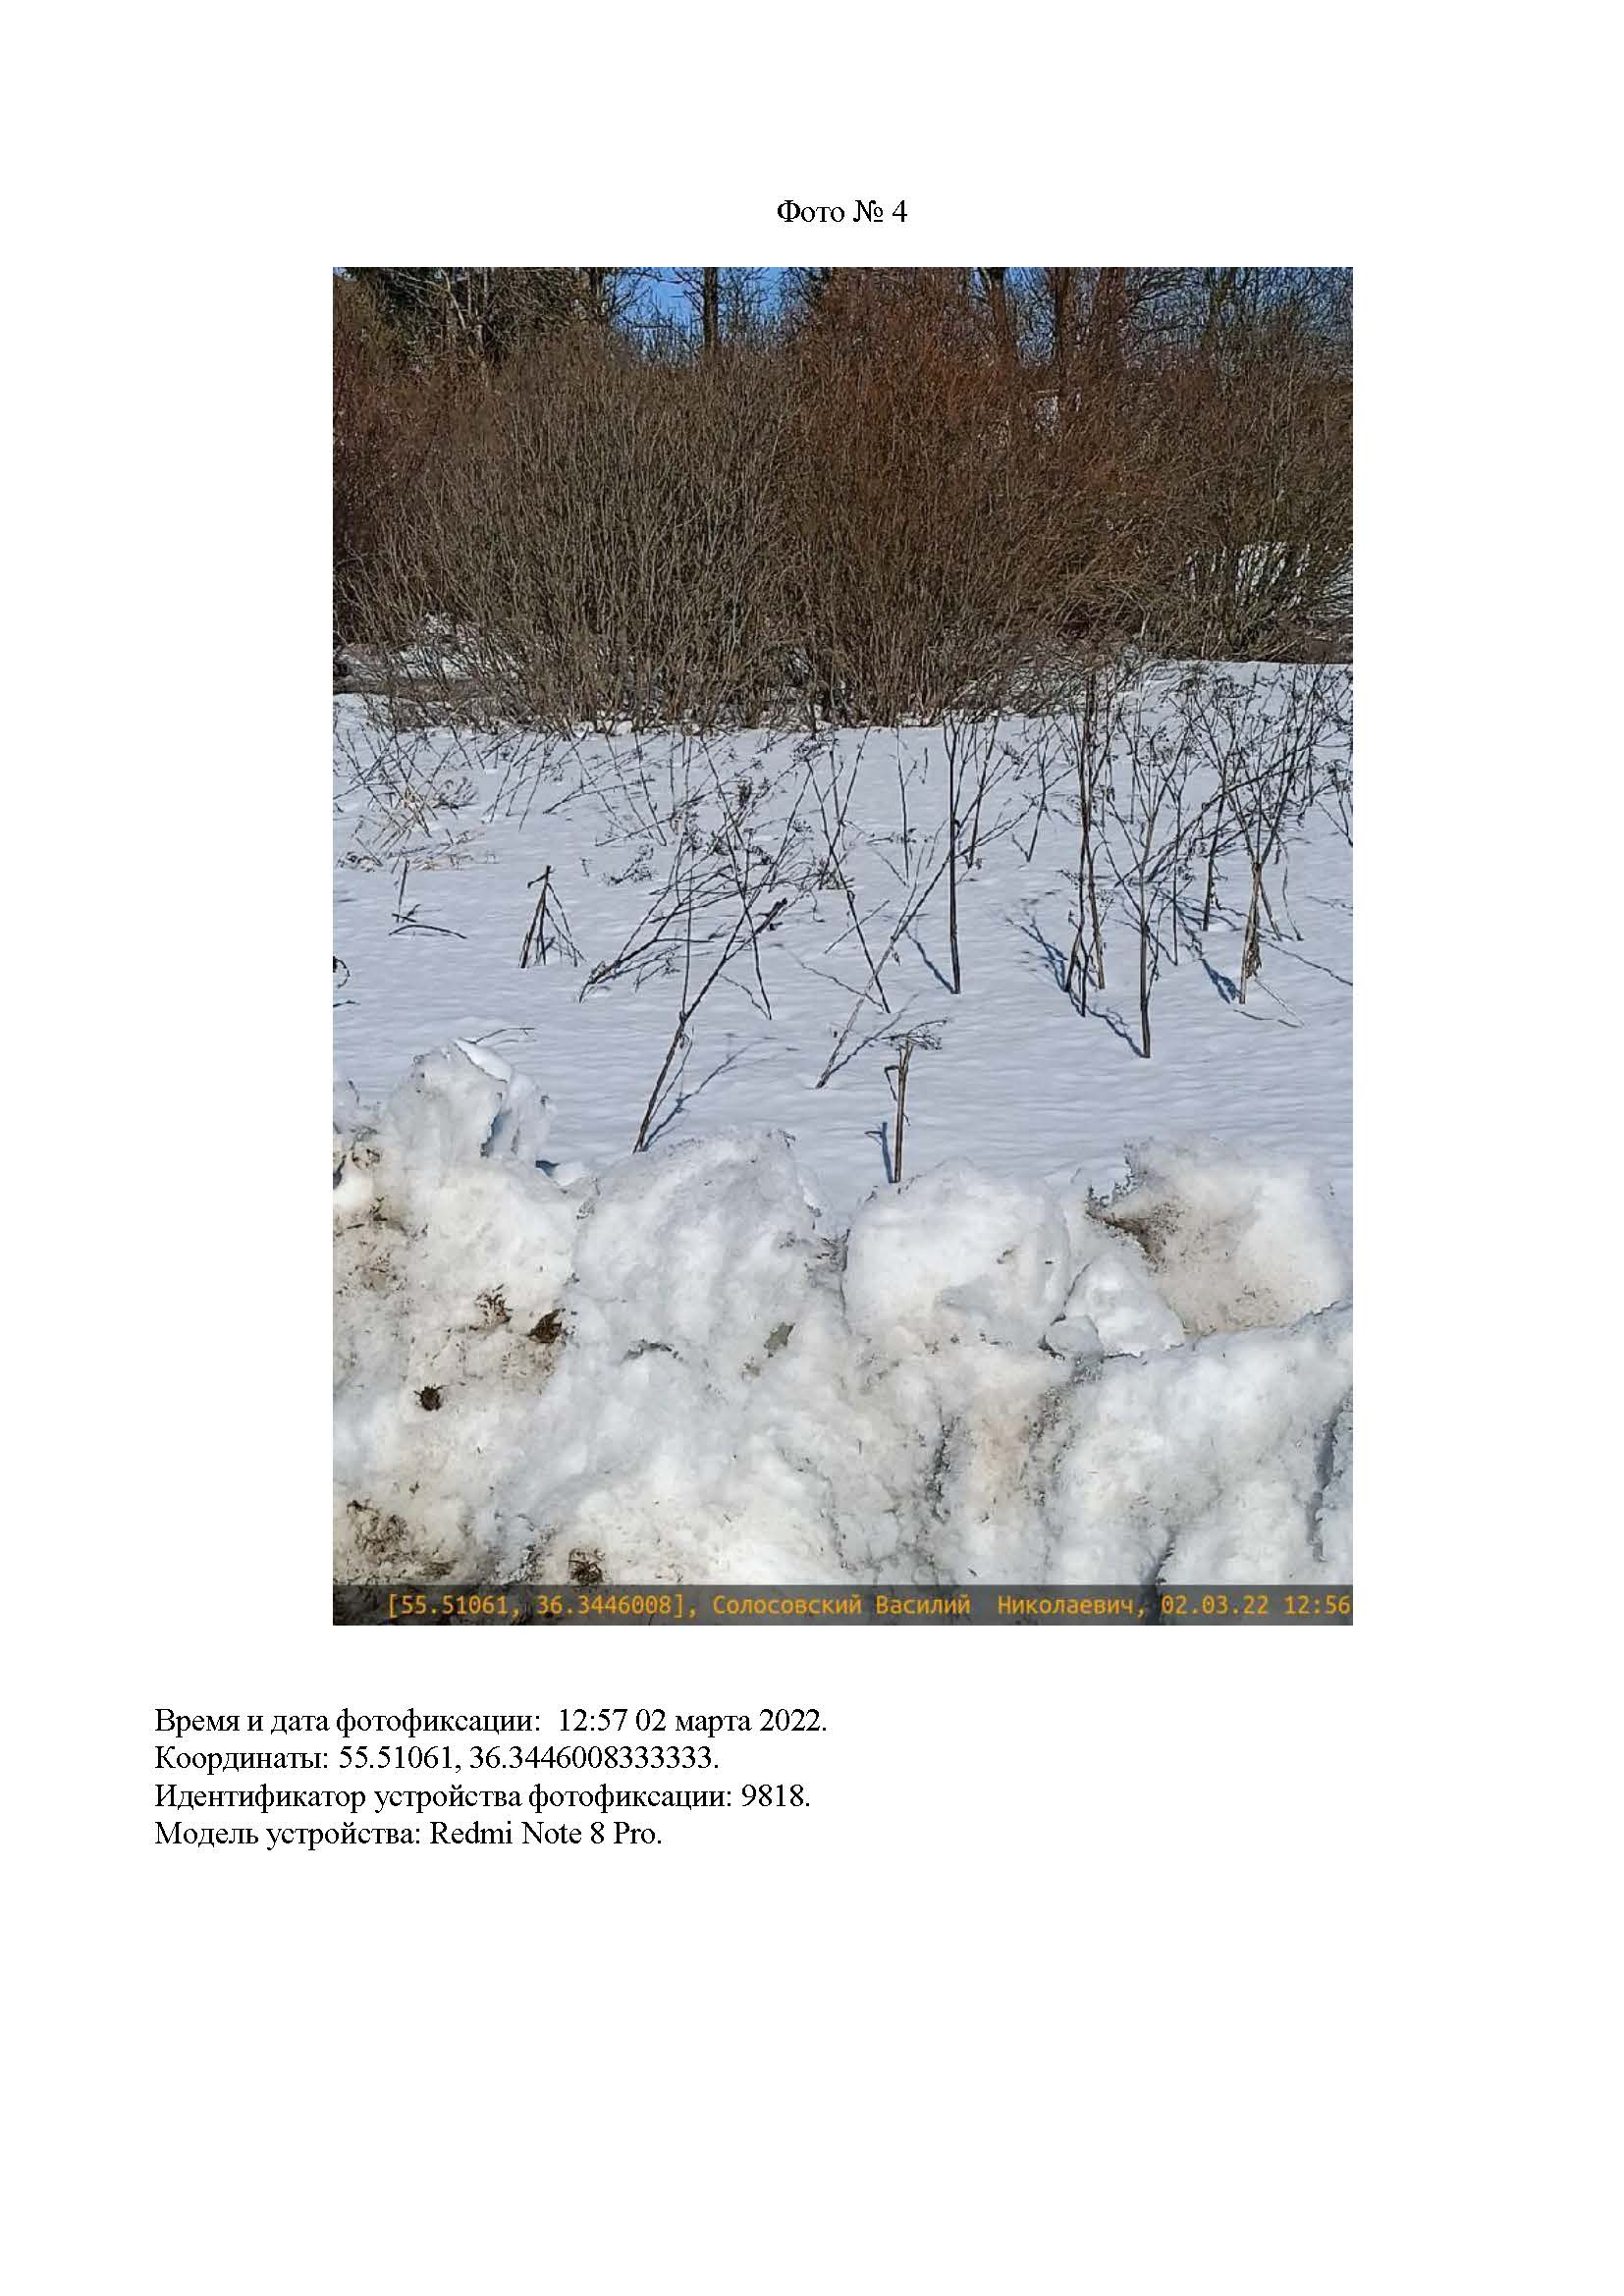 Фото № 4
[55.51061, 36.3446008], Солосовский Василий  Николаевич, 02.03.22 12:56
Время и дата фотофиксации:  12:57 02 марта 2022.
Координаты: 55.51061, 36.3446008333333.
Идентификатор устройства фотофиксации: 9818.
Модель устройства: Redmi Note 8 Pro.